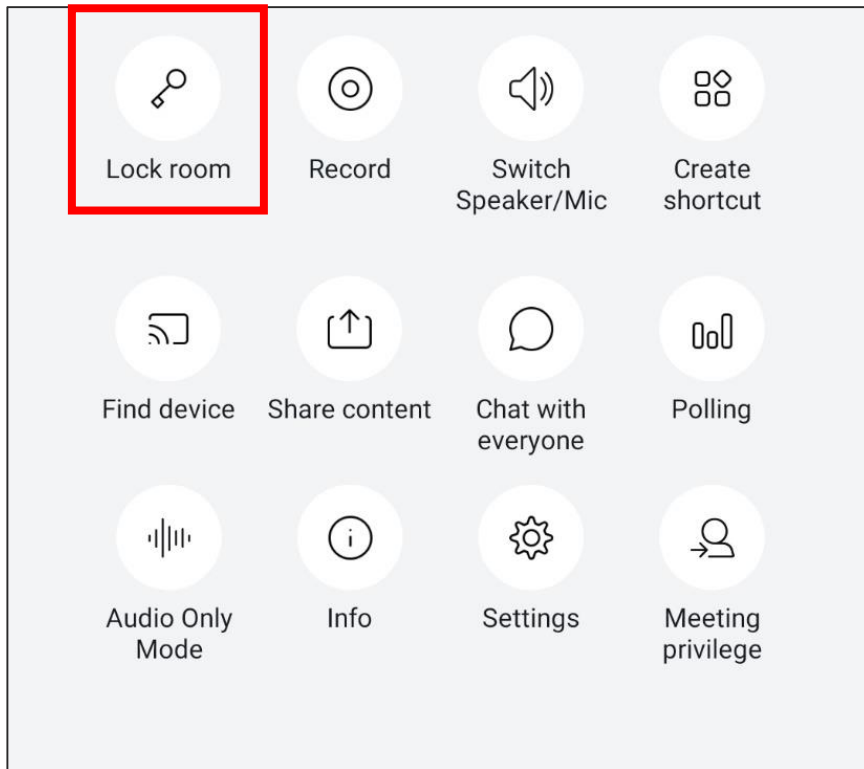 Lock room
Record
Switch
Speaker/Mic
Create
shortcut
Find device
Share content
Chat with
everyone
Polling
Audio Only
Mode
Info
Settings
Meeting
privilege